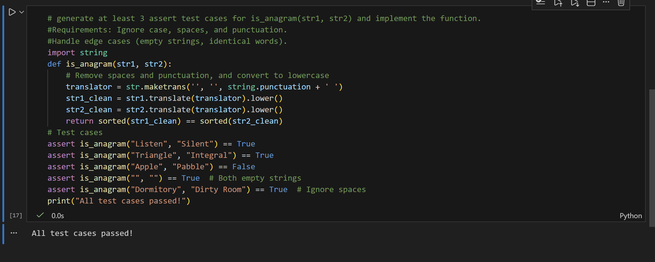 # generate at least 3 assert test cases for is_anagram(str1, str2) and implement the function.
#Requirements: Ignore case, spaces, and punctuation.
#Handle edge cases (empty strings, identical words).
import string
def is_anagram(str1, str2):
    # Remove spaces and punctuation, and convert to lowercase
    translator = str.maketrans('', '', string.punctuation + ' ')
    str1_clean = str1.translate(translator).lower()
    str2_clean = str2.translate(translator).lower()
    return sorted(str1_clean) == sorted(str2_clean)
# Test cases
assert is_anagram("Listen", "Silent") == True
assert is_anagram("Triangle", "Integral") == True
assert is_anagram("Apple", "Pabble") == False
assert is_anagram("", "") == True  # Both empty strings
assert is_anagram("Dormitory", "Dirty Room") == True  # Ignore spaces
print("All test cases passed!")
[17] 0.0s Python
All test cases passed!